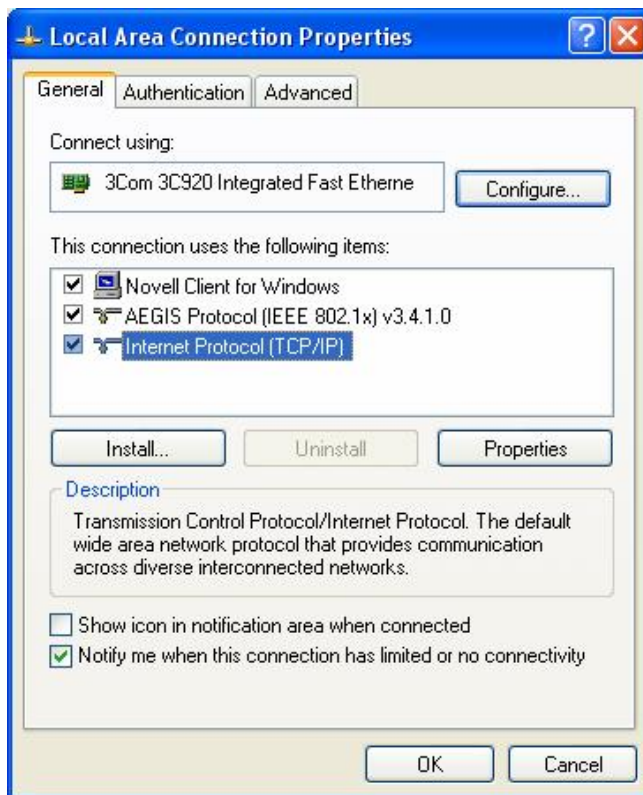 Local Area Connection Properties
General Authentication Advanced
Connect using:
3Com 3C920 Integrated Fast Etherne
Configure...
This connection uses the following items:
Novell Client for Windows
AEGIS Protocol (IEEE 802.1x) v3.4.1.0
Internet Protocol (TCP/IP)
Install... Uninstall Properties
Description
Transmission Control Protocol/Internet Protocol. The default
wide area network protocol that provides communication
across diverse interconnected networks.
Show icon in notification area when connected
Notify me when this connection has limited or no connectivity
OK Cancel